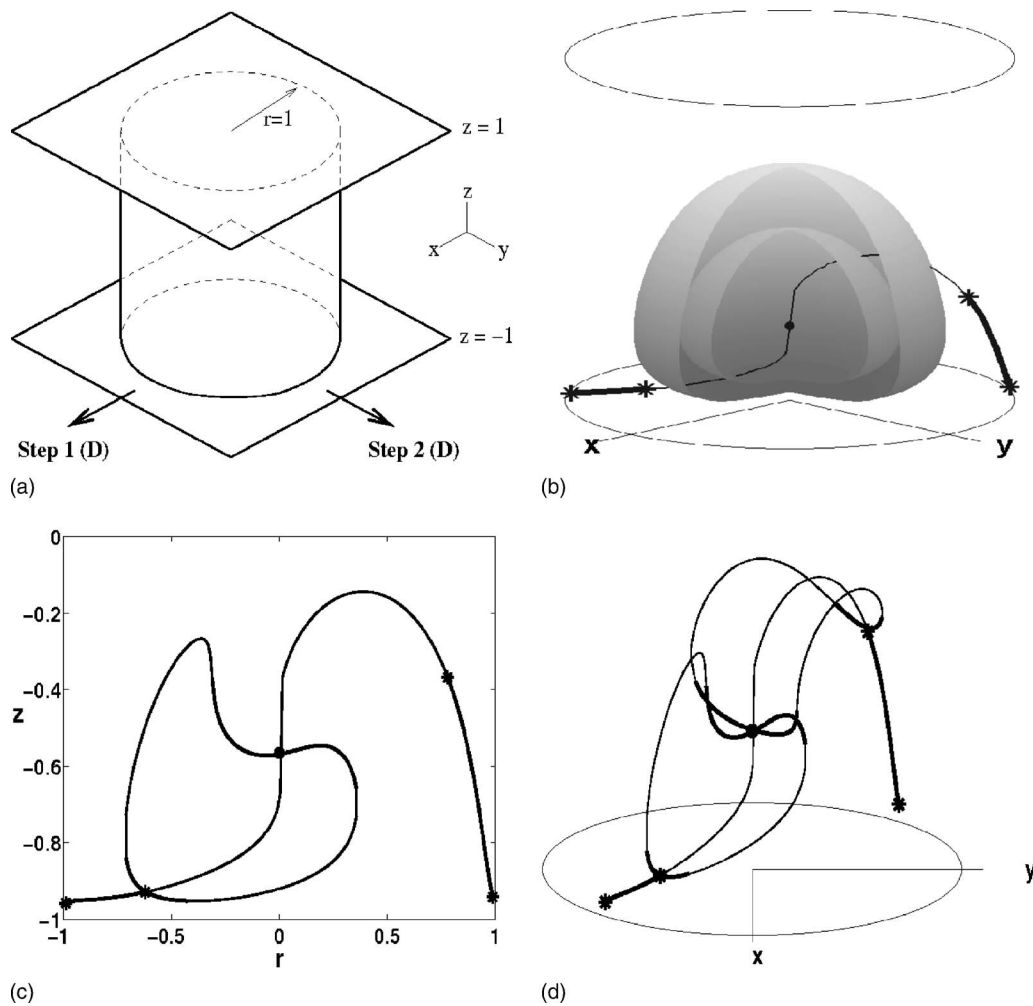 r=1
z = 1
z
x
y
z = −1
Step 1 (D)
Step 2 (D)
(a)
x
y
(b)
0
−0.2
−0.4
z
−0.6
−0.8
−1
−1
−0.5
0
0.5
1
r
(c)
y
x
(d)